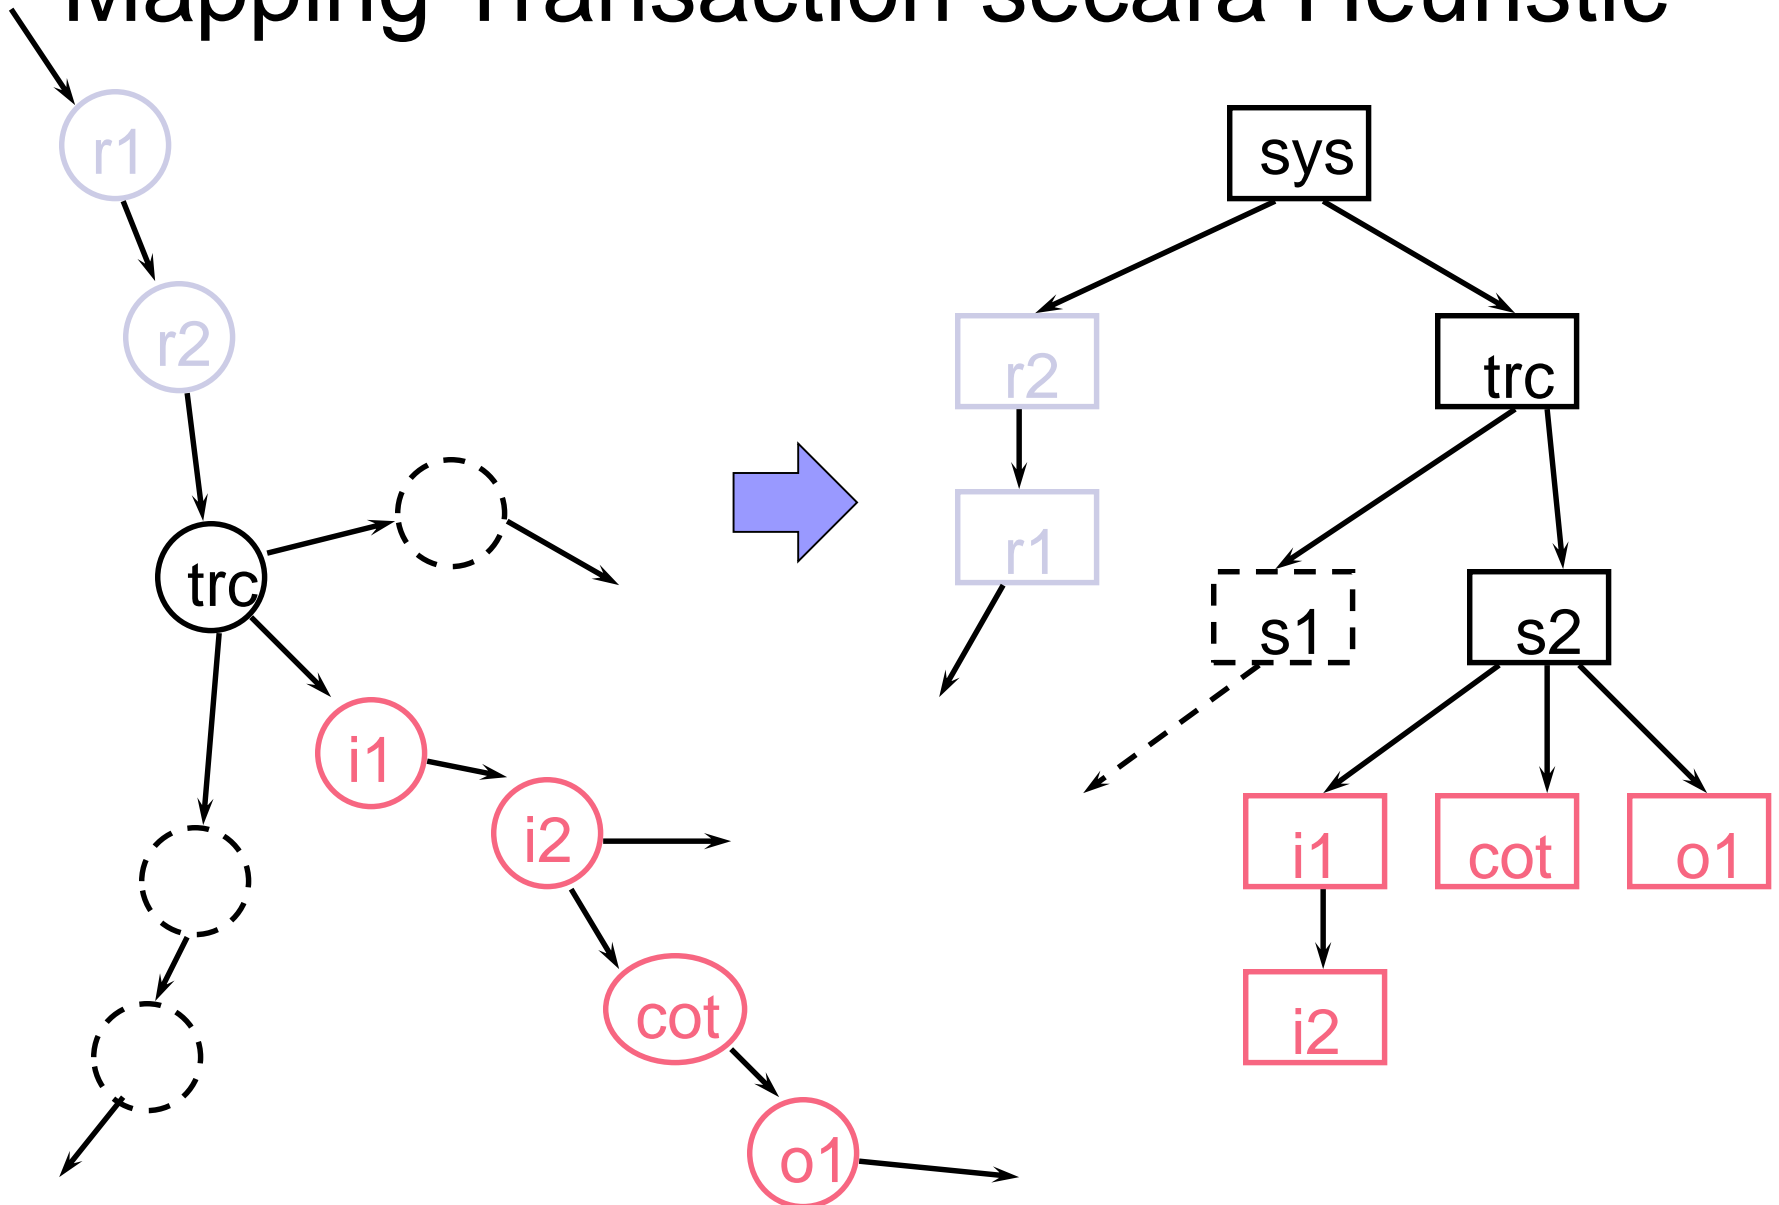 Mapping Transaction secara Heuristic
r1
r2
trc
i1
i2
cot
o1
sys
r2
trc
r1
s1
s2
i1
cot
o1
i2